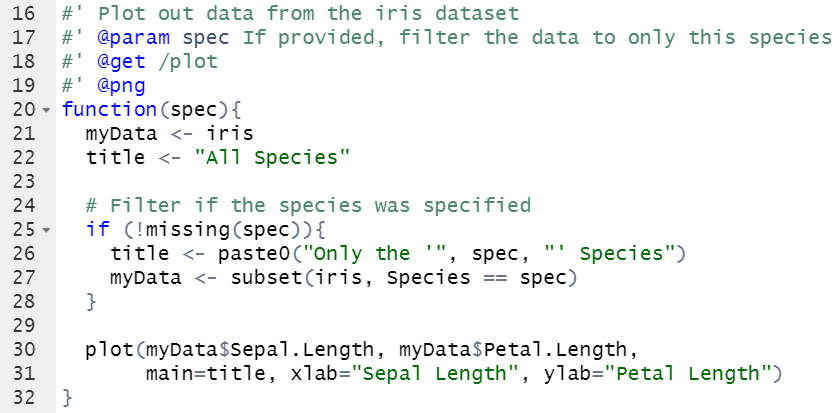 16 #' Plot out data from the iris dataset
17 #' @param spec If provided, filter the data to only this species
18 #' @get /plot
19 #' @png
20 function(spec){
21   myData <- iris
22   title <- "All Species"
23
24   # Filter if the species was specified
25   if (!missing(spec)){
26     title <- paste0("Only the '", spec, "' Species")
27     myData <- subset(iris, Species == spec)
28   }
29
30   plot(myData$Sepal.Length, myData$Petal.Length,
31        main=title, xlab="Sepal Length", ylab="Petal Length")
32 }